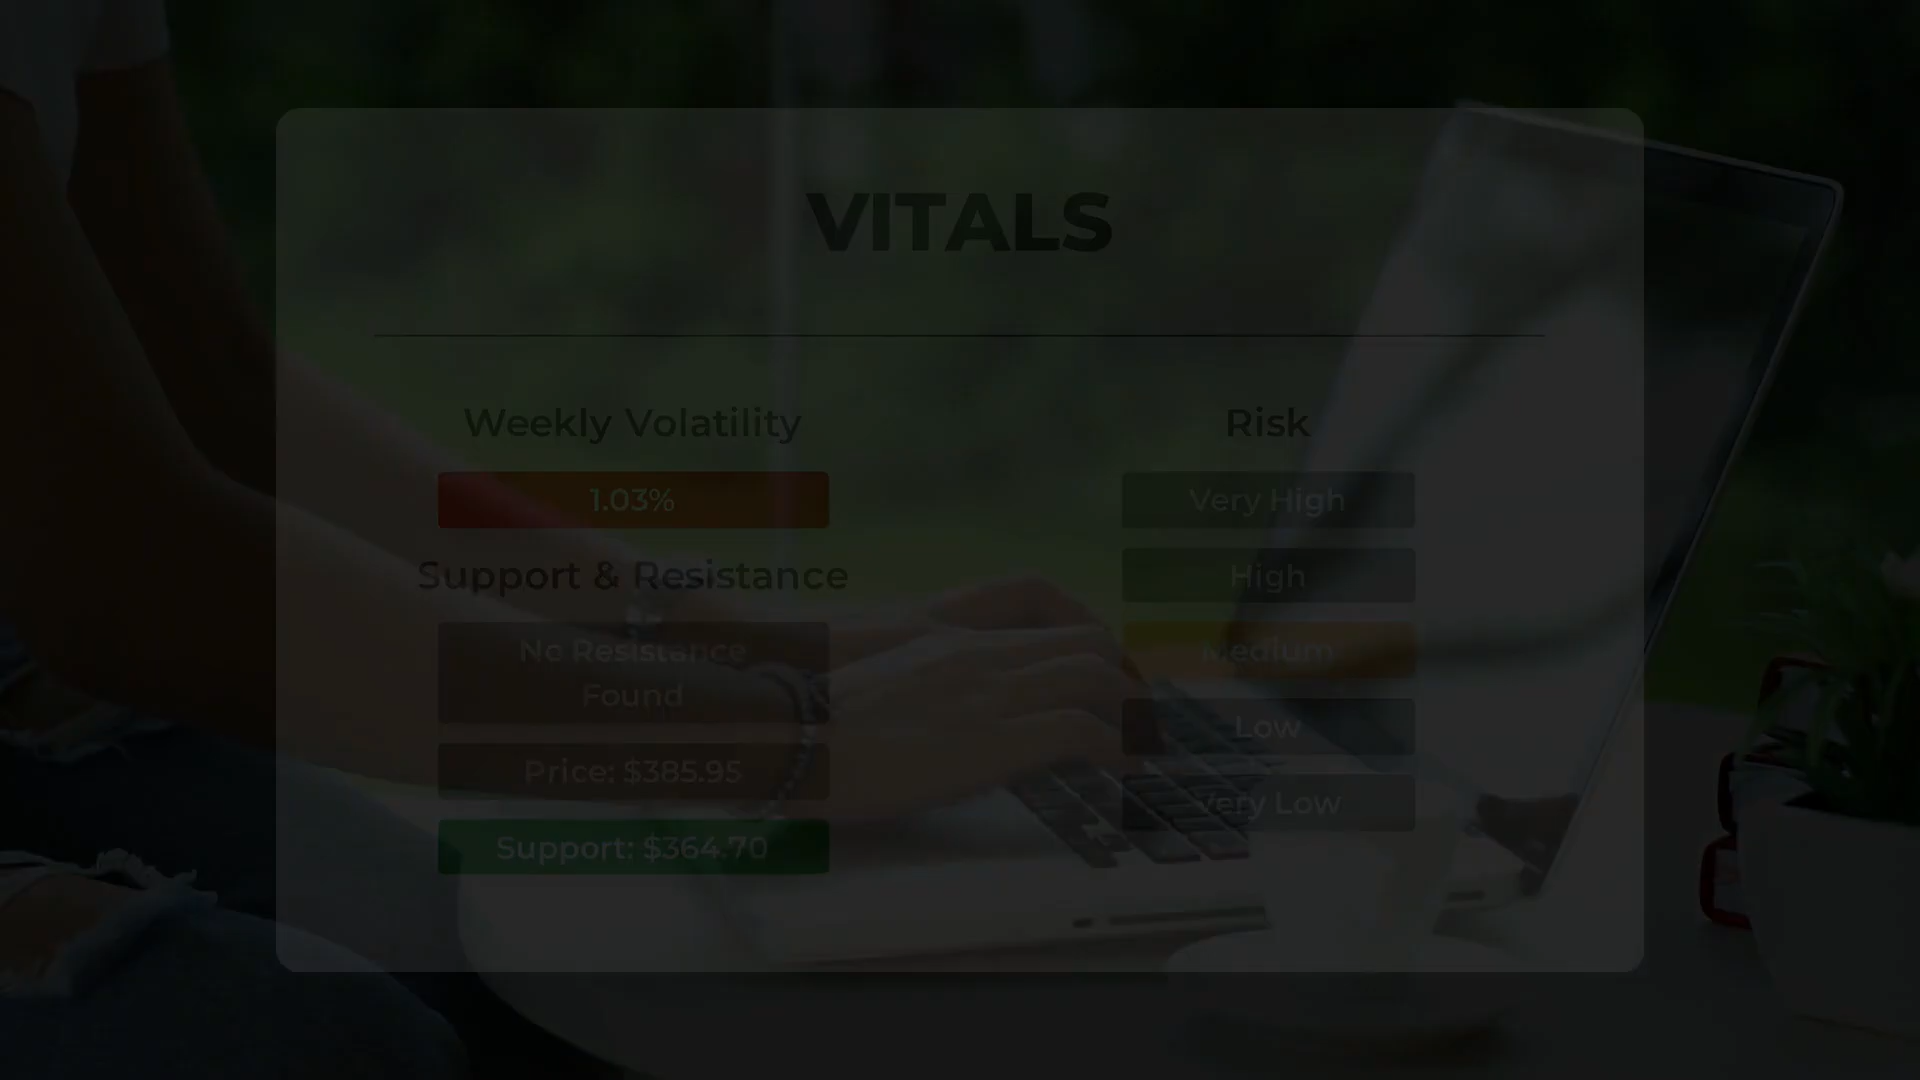 VITALS
Weekly Volatility
1.03%
Support & Resistance
No Resistance
Found
Price: $385.95
Support: $364.70
Risk
Very High
High
Medium
Low
Very Low